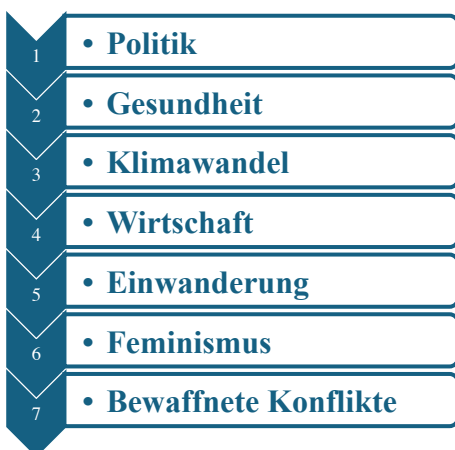 1 • Politik
2 • Gesundheit
3 • Klimawandel
4 • Wirtschaft
5 • Einwanderung
6 • Feminismus
7 • Bewaffnete Konflikte